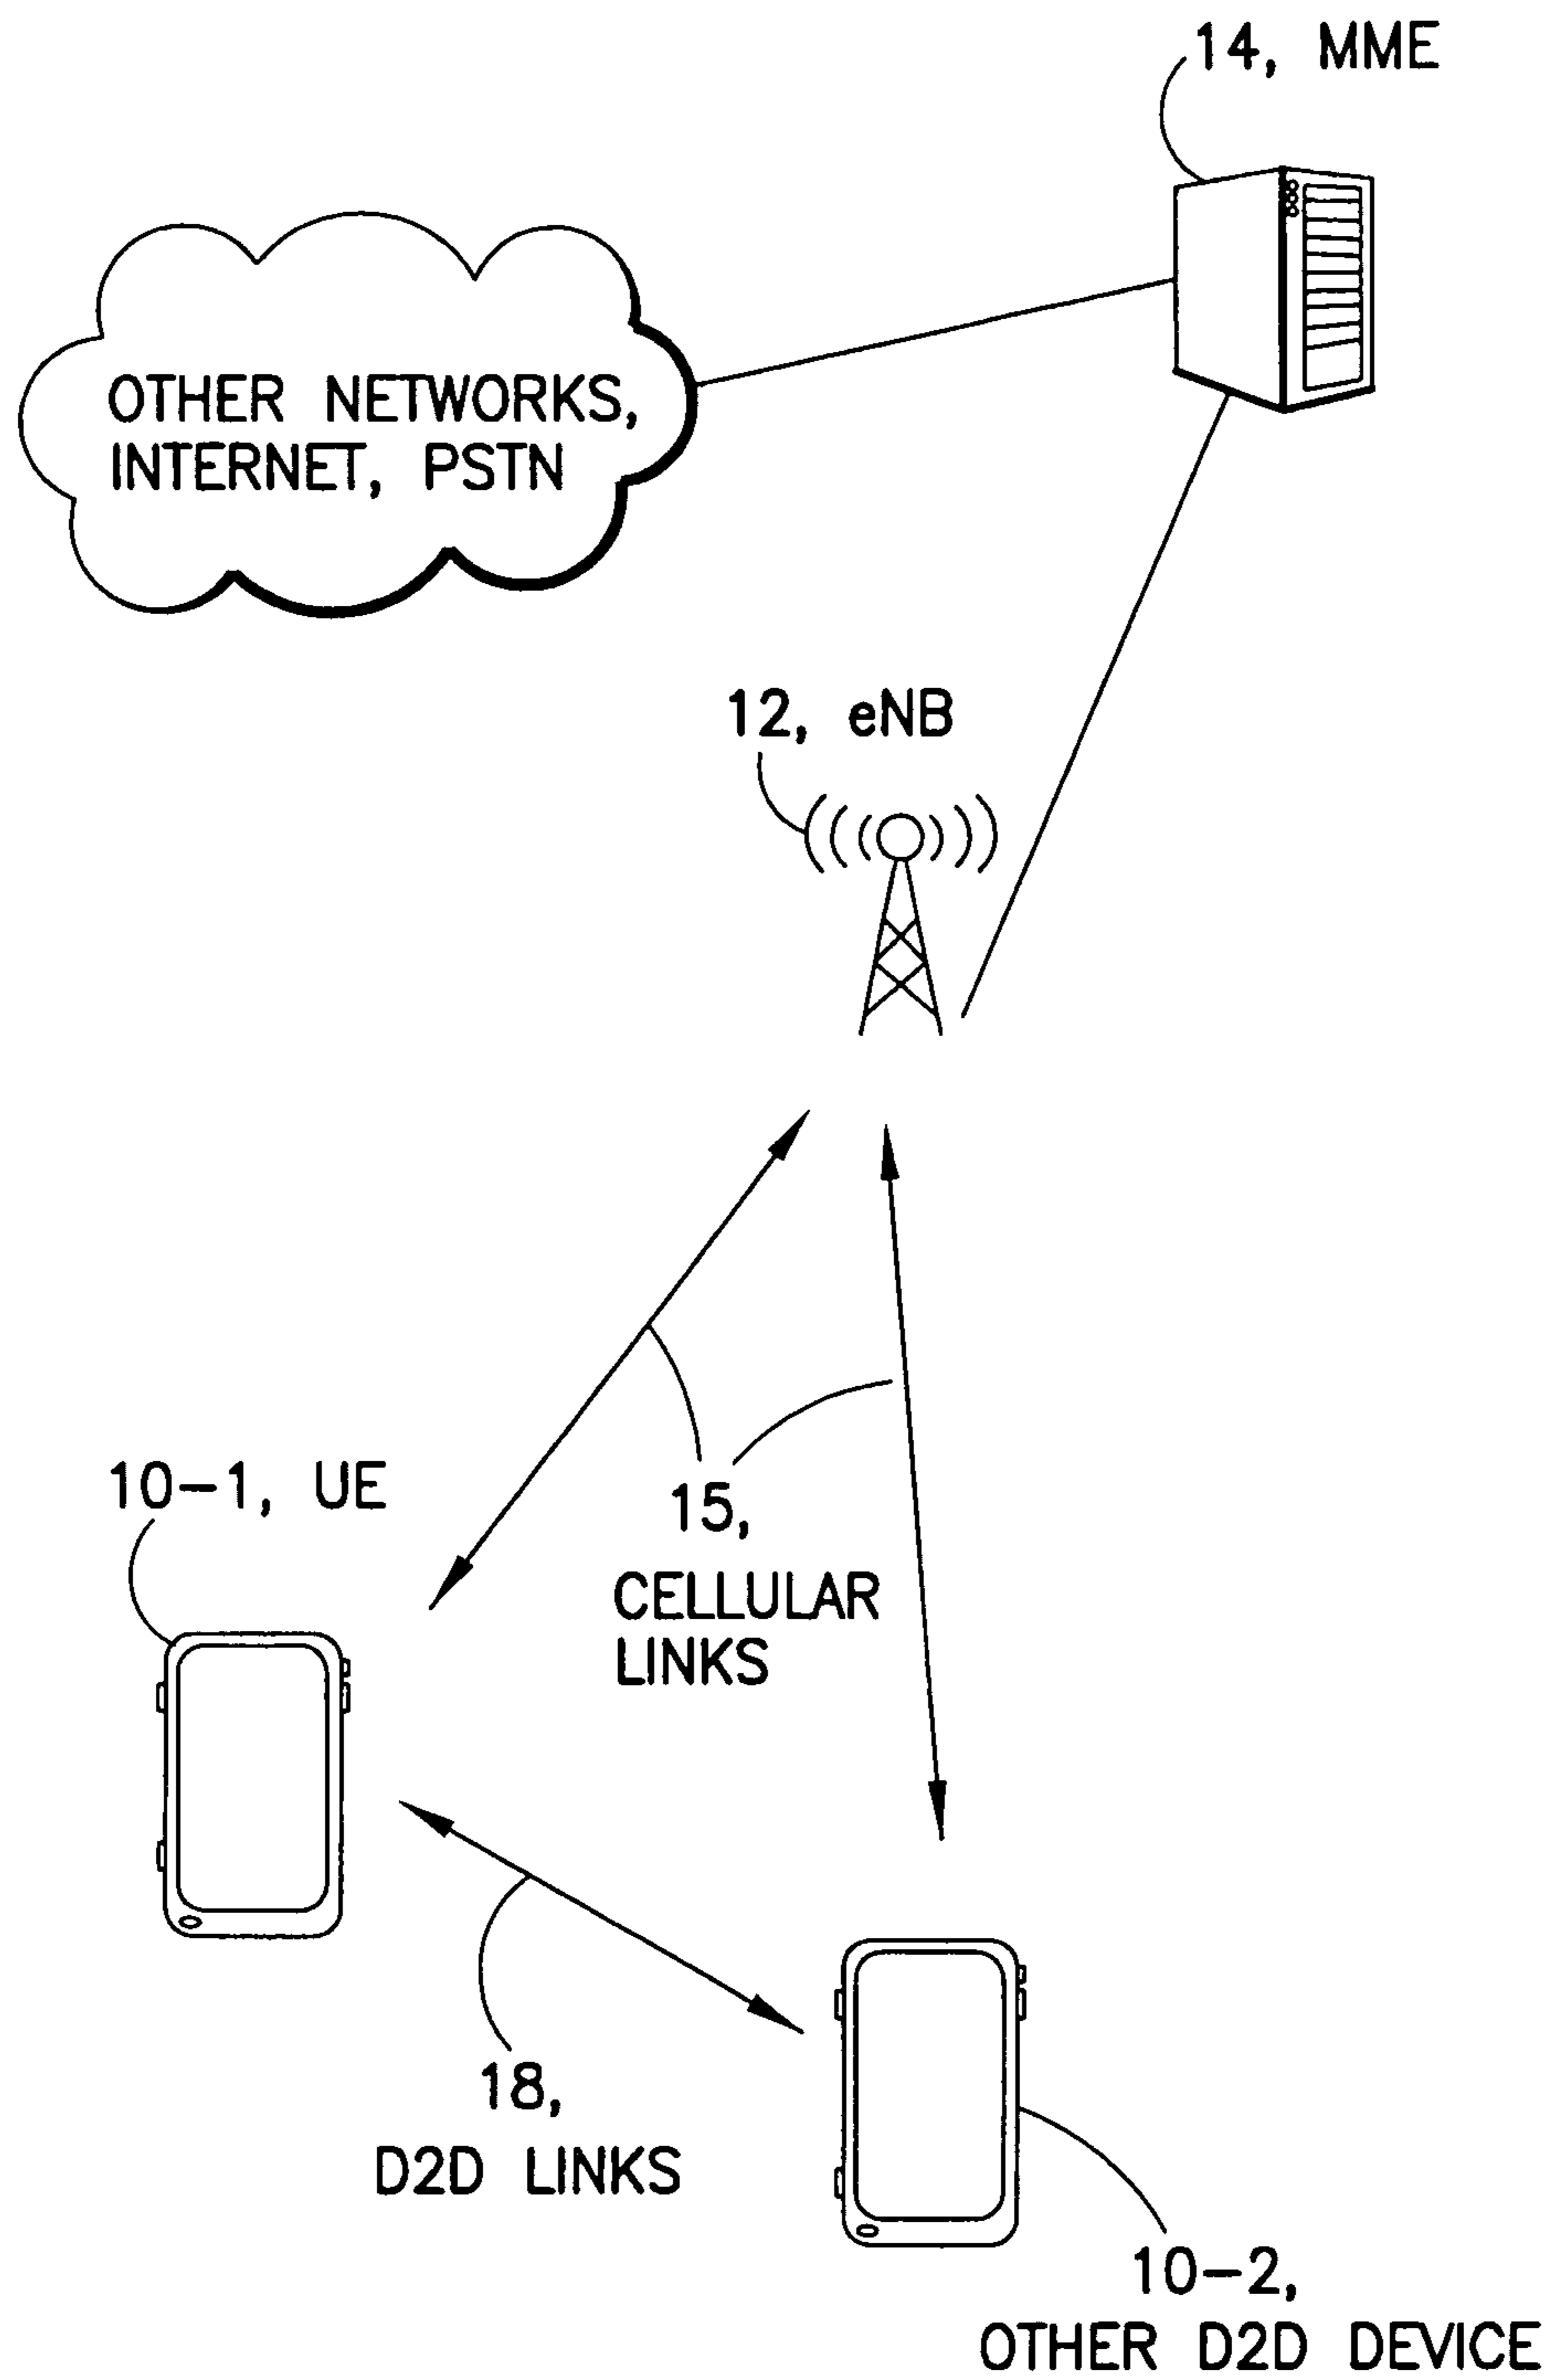 14, MME
OTHER NETWORKS,
INTERNET, PSTN
12, eNB
10-1, UE
15,
CELLULAR
LINKS
18,
D2D LINKS
10-2,
OTHER D2D DEVICE